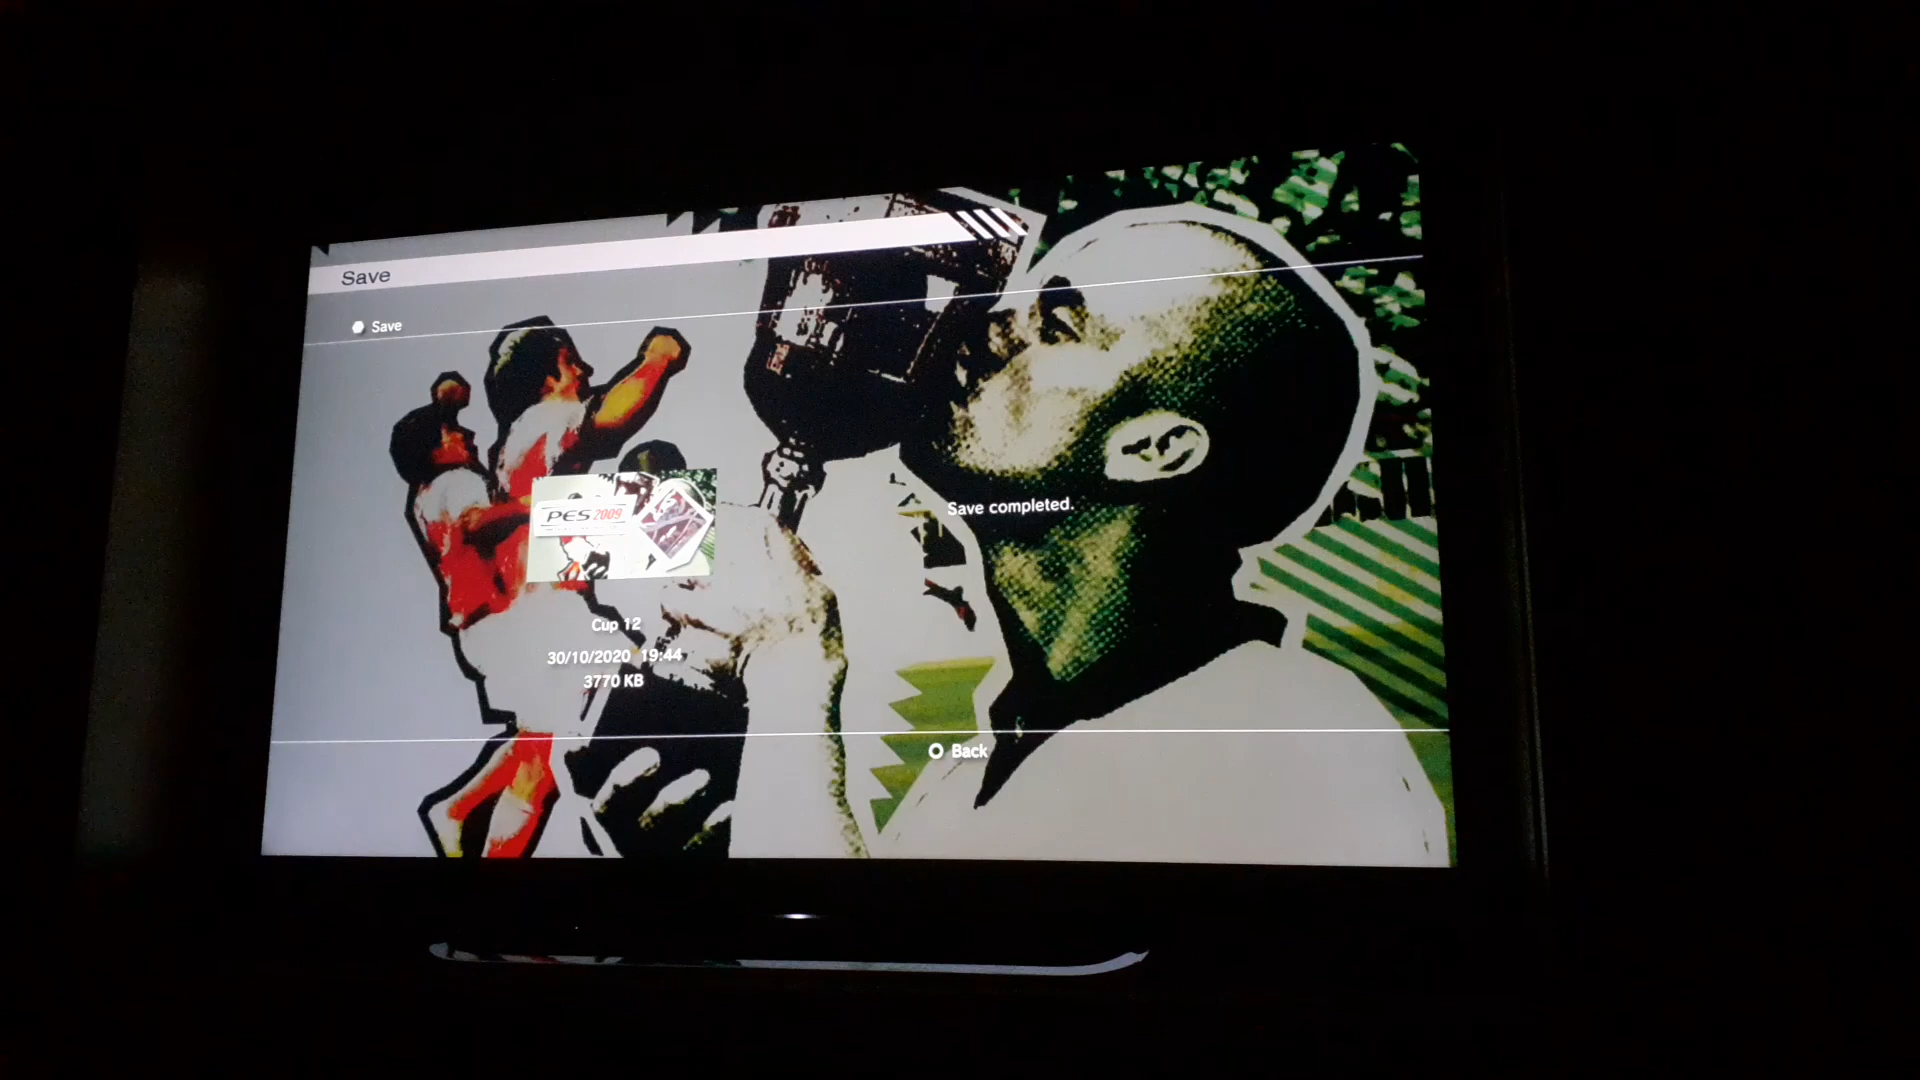 Save
Save
PES 2009
Save completed.
Cup 12
30/10/2020 19:44
3770 KB
Back